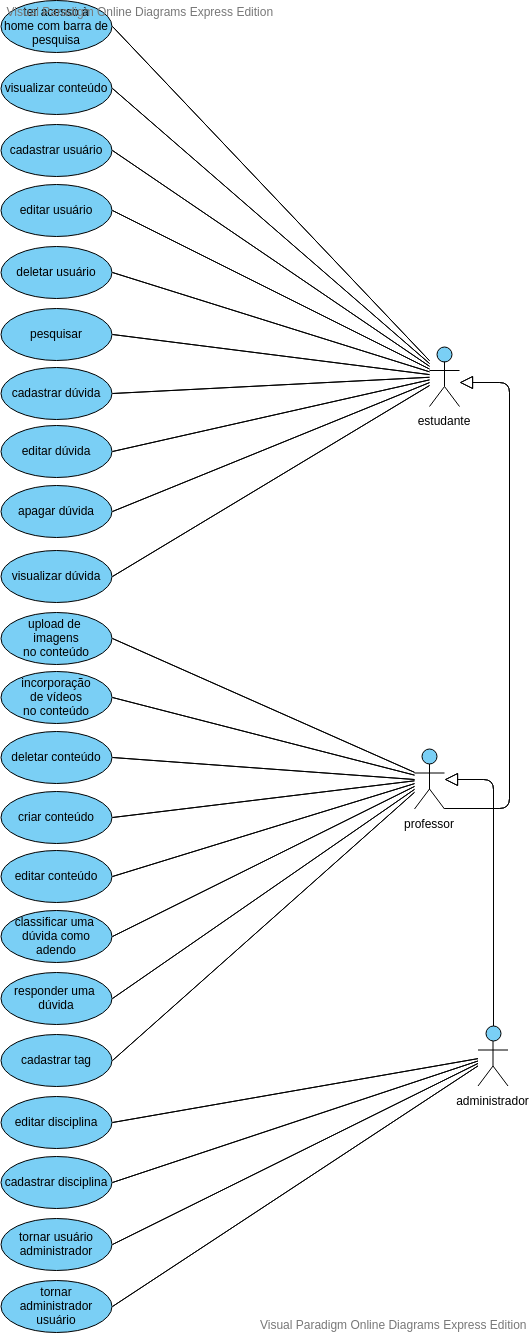 Visual Paradigm Online Diagrams Express Edition
ter acesso à
home com barra de
pesquisa
visualizar conteúdo
cadastrar usuário
editar usuário
deletar usuário
pesquisar
cadastrar dúvida
estudante
editar dúvida
apagar dúvida
visualizar dúvida
upload de
imagens
no conteúdo
incorporação
de vídeos
no conteúdo
deletar conteúdo
criar conteúdo
professor
editar conteúdo
classificar uma
dúvida como
adendo
responder uma
dúvida
cadastrar tag
administrador
editar disciplina
cadastrar disciplina
tornar usuário
administrador
tornar
administrador
usuário
Visual Paradigm Online Diagrams Express Edition